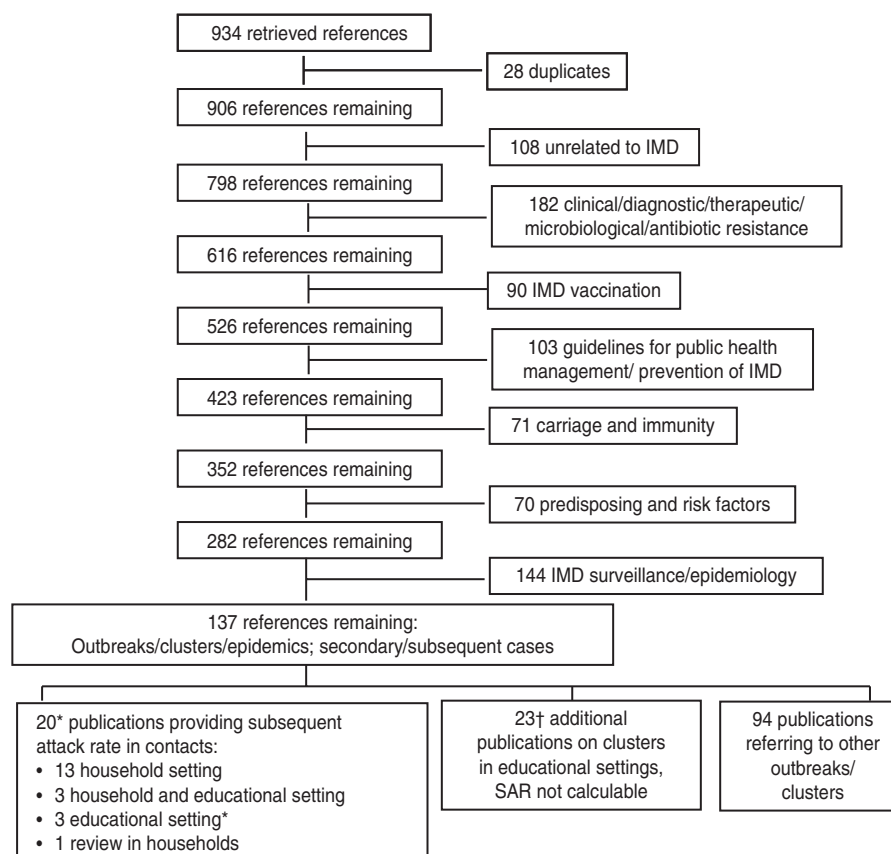 934 retrieved references
28 duplicates
906 references remaining
108 unrelated to IMD
798 references remaining
182 clinical/diagnostic/therapeutic/
microbiological/antibiotic resistance
616 references remaining
90 IMD vaccination
526 references remaining
103 guidelines for public health
management/ prevention of IMD
423 references remaining
71 carriage and immunity
352 references remaining
70 predisposing and risk factors
282 references remaining
144 IMD surveillance/epidemiology
137 references remaining:
Outbreaks/clusters/epidemics; secondary/subsequent cases
20* publications providing subsequent
attack rate in contacts:
• 13 household setting
• 3 household and educational setting
• 3 educational setting*
• 1 review in households
23† additional
publications on clusters
in educational settings,
SAR not calculable
94 publications
referring to other
outbreaks/
clusters